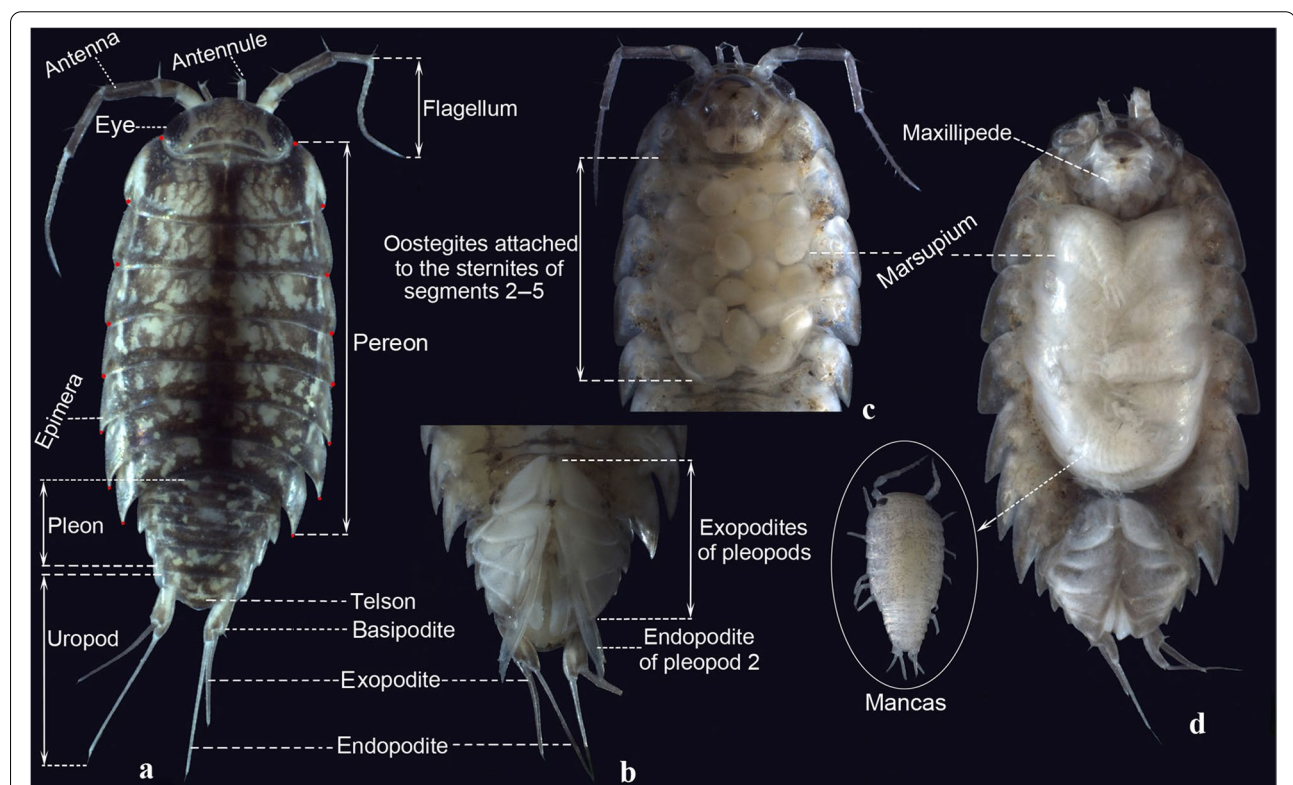 Antenna
Antennule
Eye
Flagellum
Pereon
Epimera
Pleon
Uropod
Telson
Basipodite
Exopodite
Endopodite
a
Oostegites attached
to the sternites of
segments 2–5
Marsupium
c
Exopodites
of pleopods
Endopodite
of pleopod 2
b
Maxillipede
Mancas
d